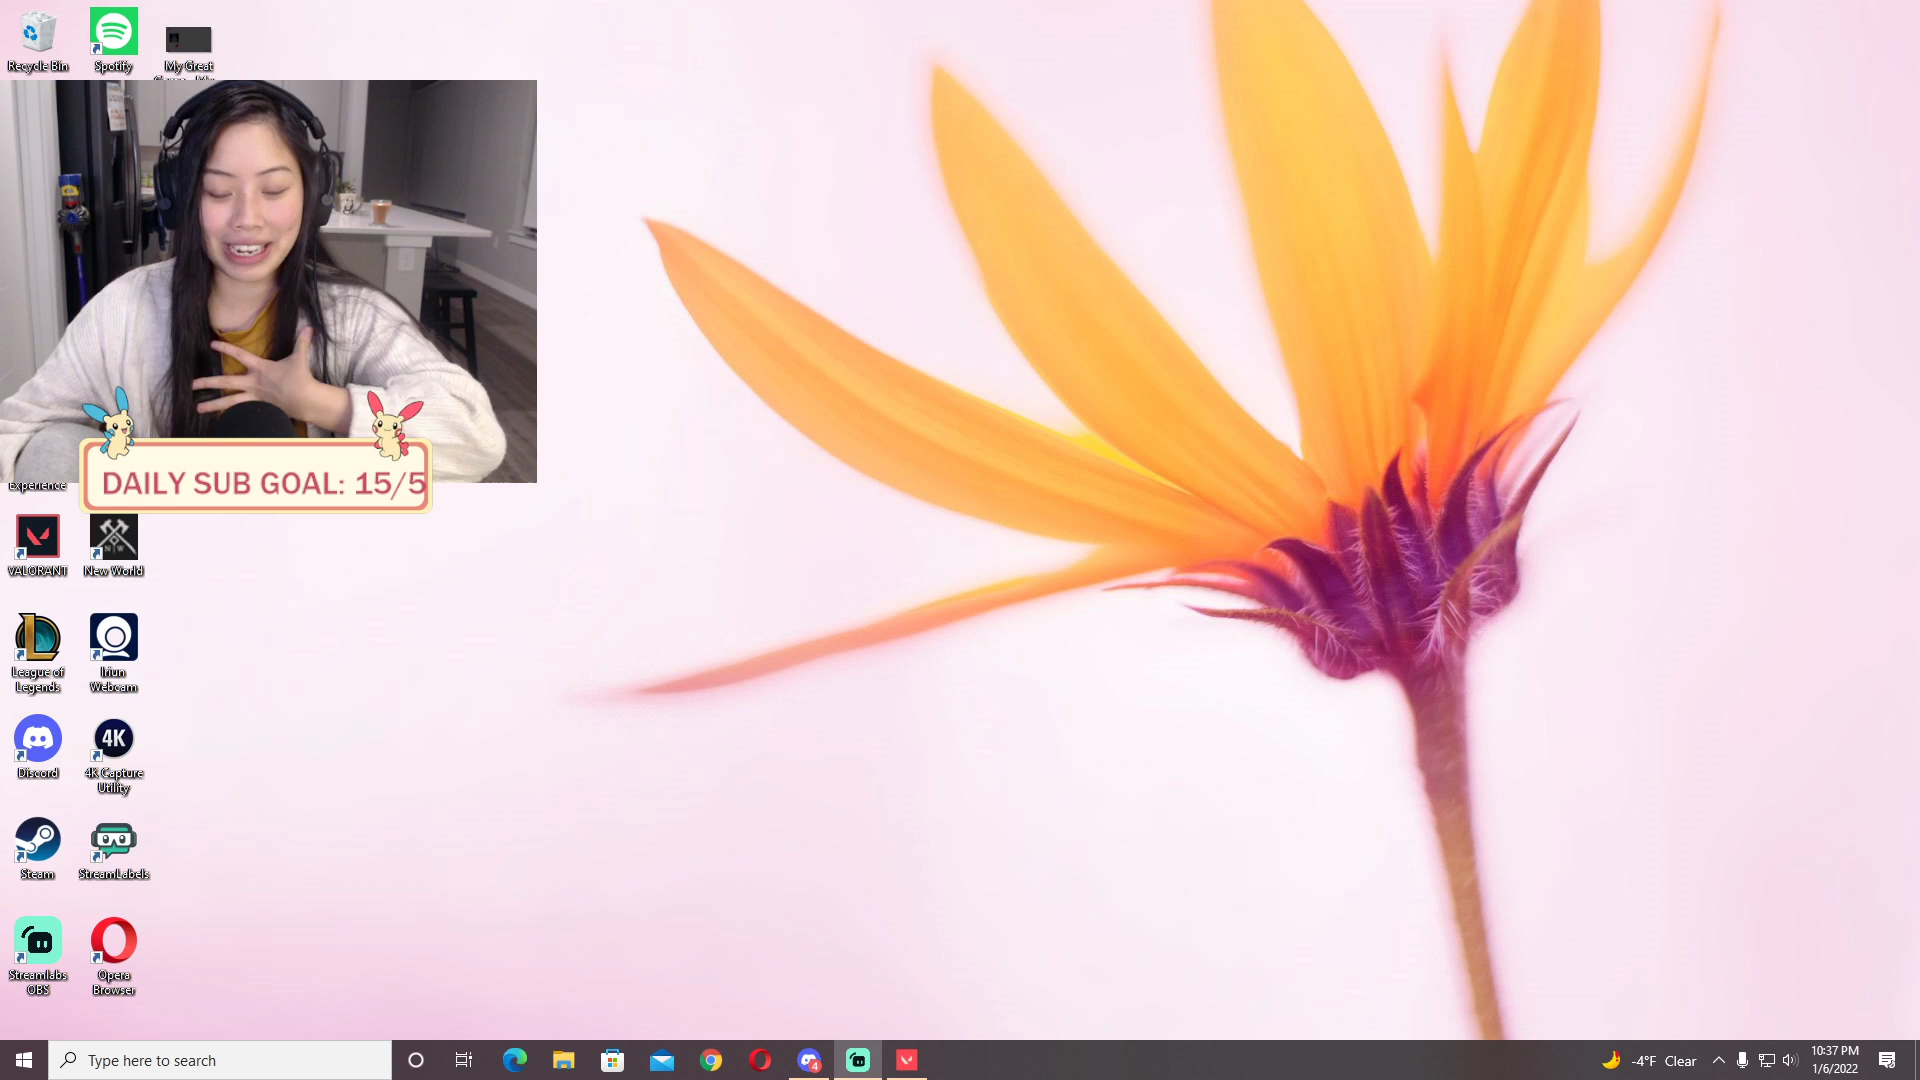 Recycle Bin
Spotify
My Great
Experience
DAILY SUB GOAL: 15/5
VALORANT
New World
League of
Legends
Iriun
Webcam
Discord
4K
4K Capture
Utility
Steam
StreamLabels
Streamlabs
OBS
Opera
Browser
Type here to search
4
-4°F Clear
10:37 PM
1/6/2022